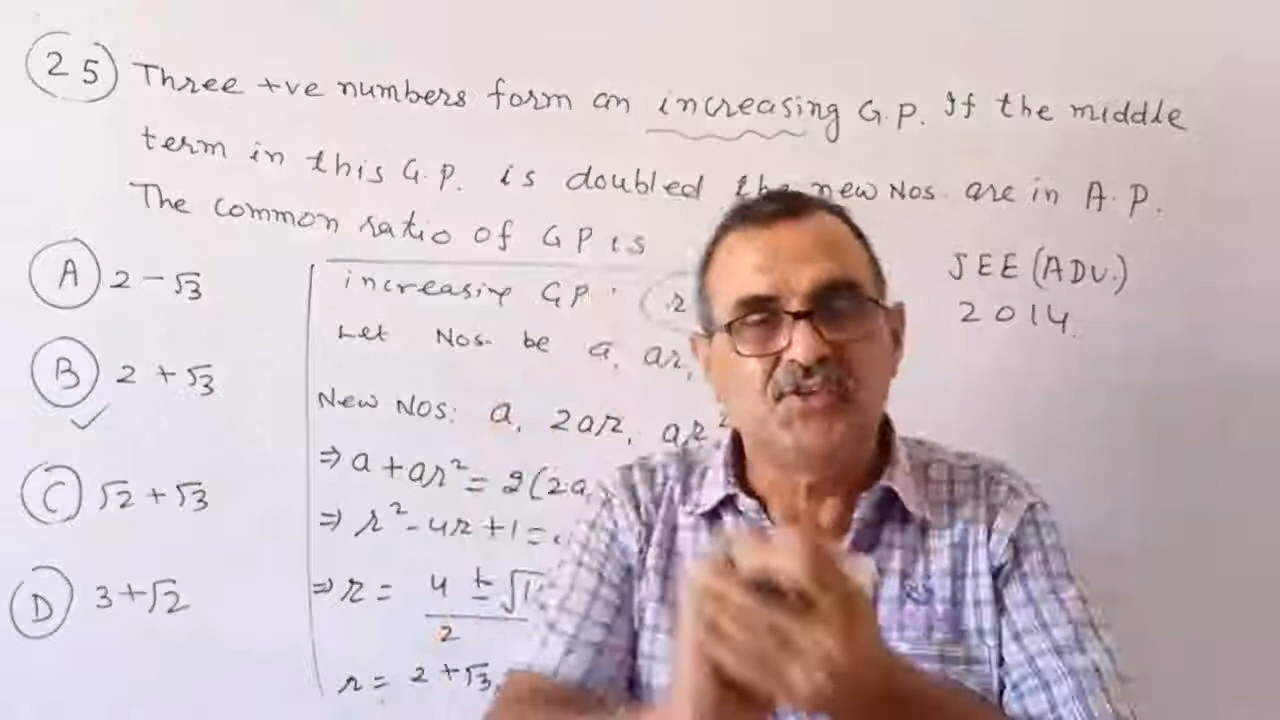 25 Three +ve numbers form an increasing G.P. If the middle
term in this G.P. is doubled the new Nos. are in A.P.
The common ratio of GP is
JEE (ADV.)
2014
A 2 - √3
B 2 + √3
C √2 + √3
D 3 + √2
increasing GP : r
Let Nos. be a, ar,
New Nos: a, 2ar, ar²
⇒ a + ar² = 2(2a
⇒ r² - 4r + 1 =
⇒ r = 4 ± √
2
r = 2 + √3,